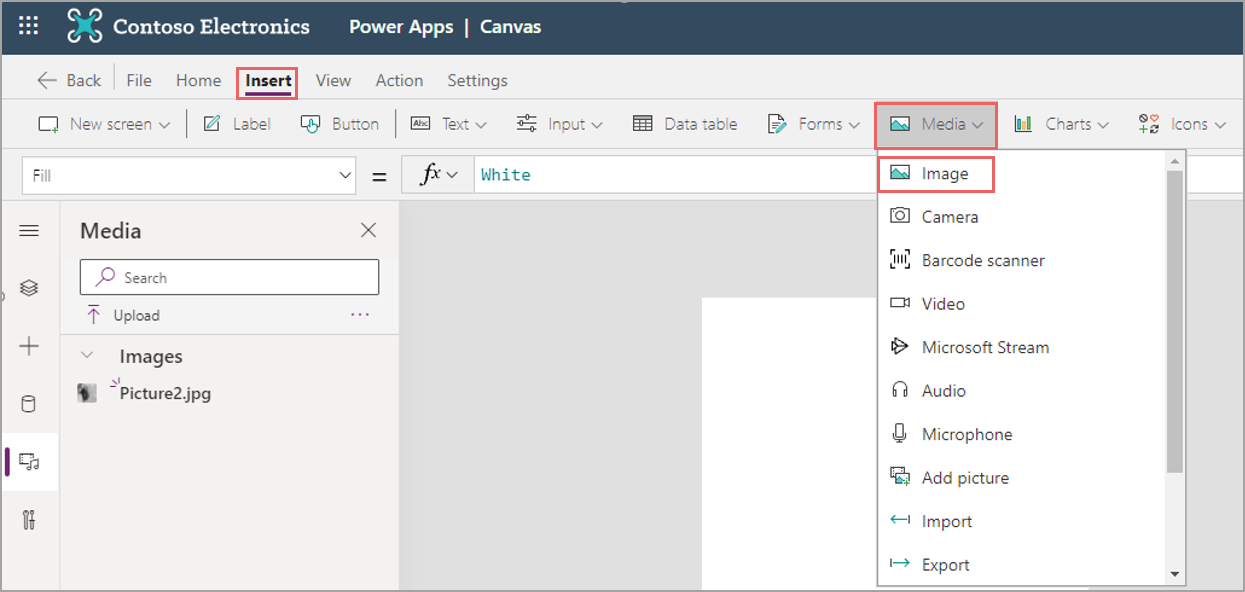 Contoso Electronics Power Apps | Canvas
Back File Home Insert View Action Settings
New screen Label Button Abc Text Input Data table Forms Media Charts Icons
Fill = fx White
Media
Search
Upload ...
Images
Picture2.jpg
Image
Camera
Barcode scanner
Video
Microsoft Stream
Audio
Microphone
Add picture
Import
Export